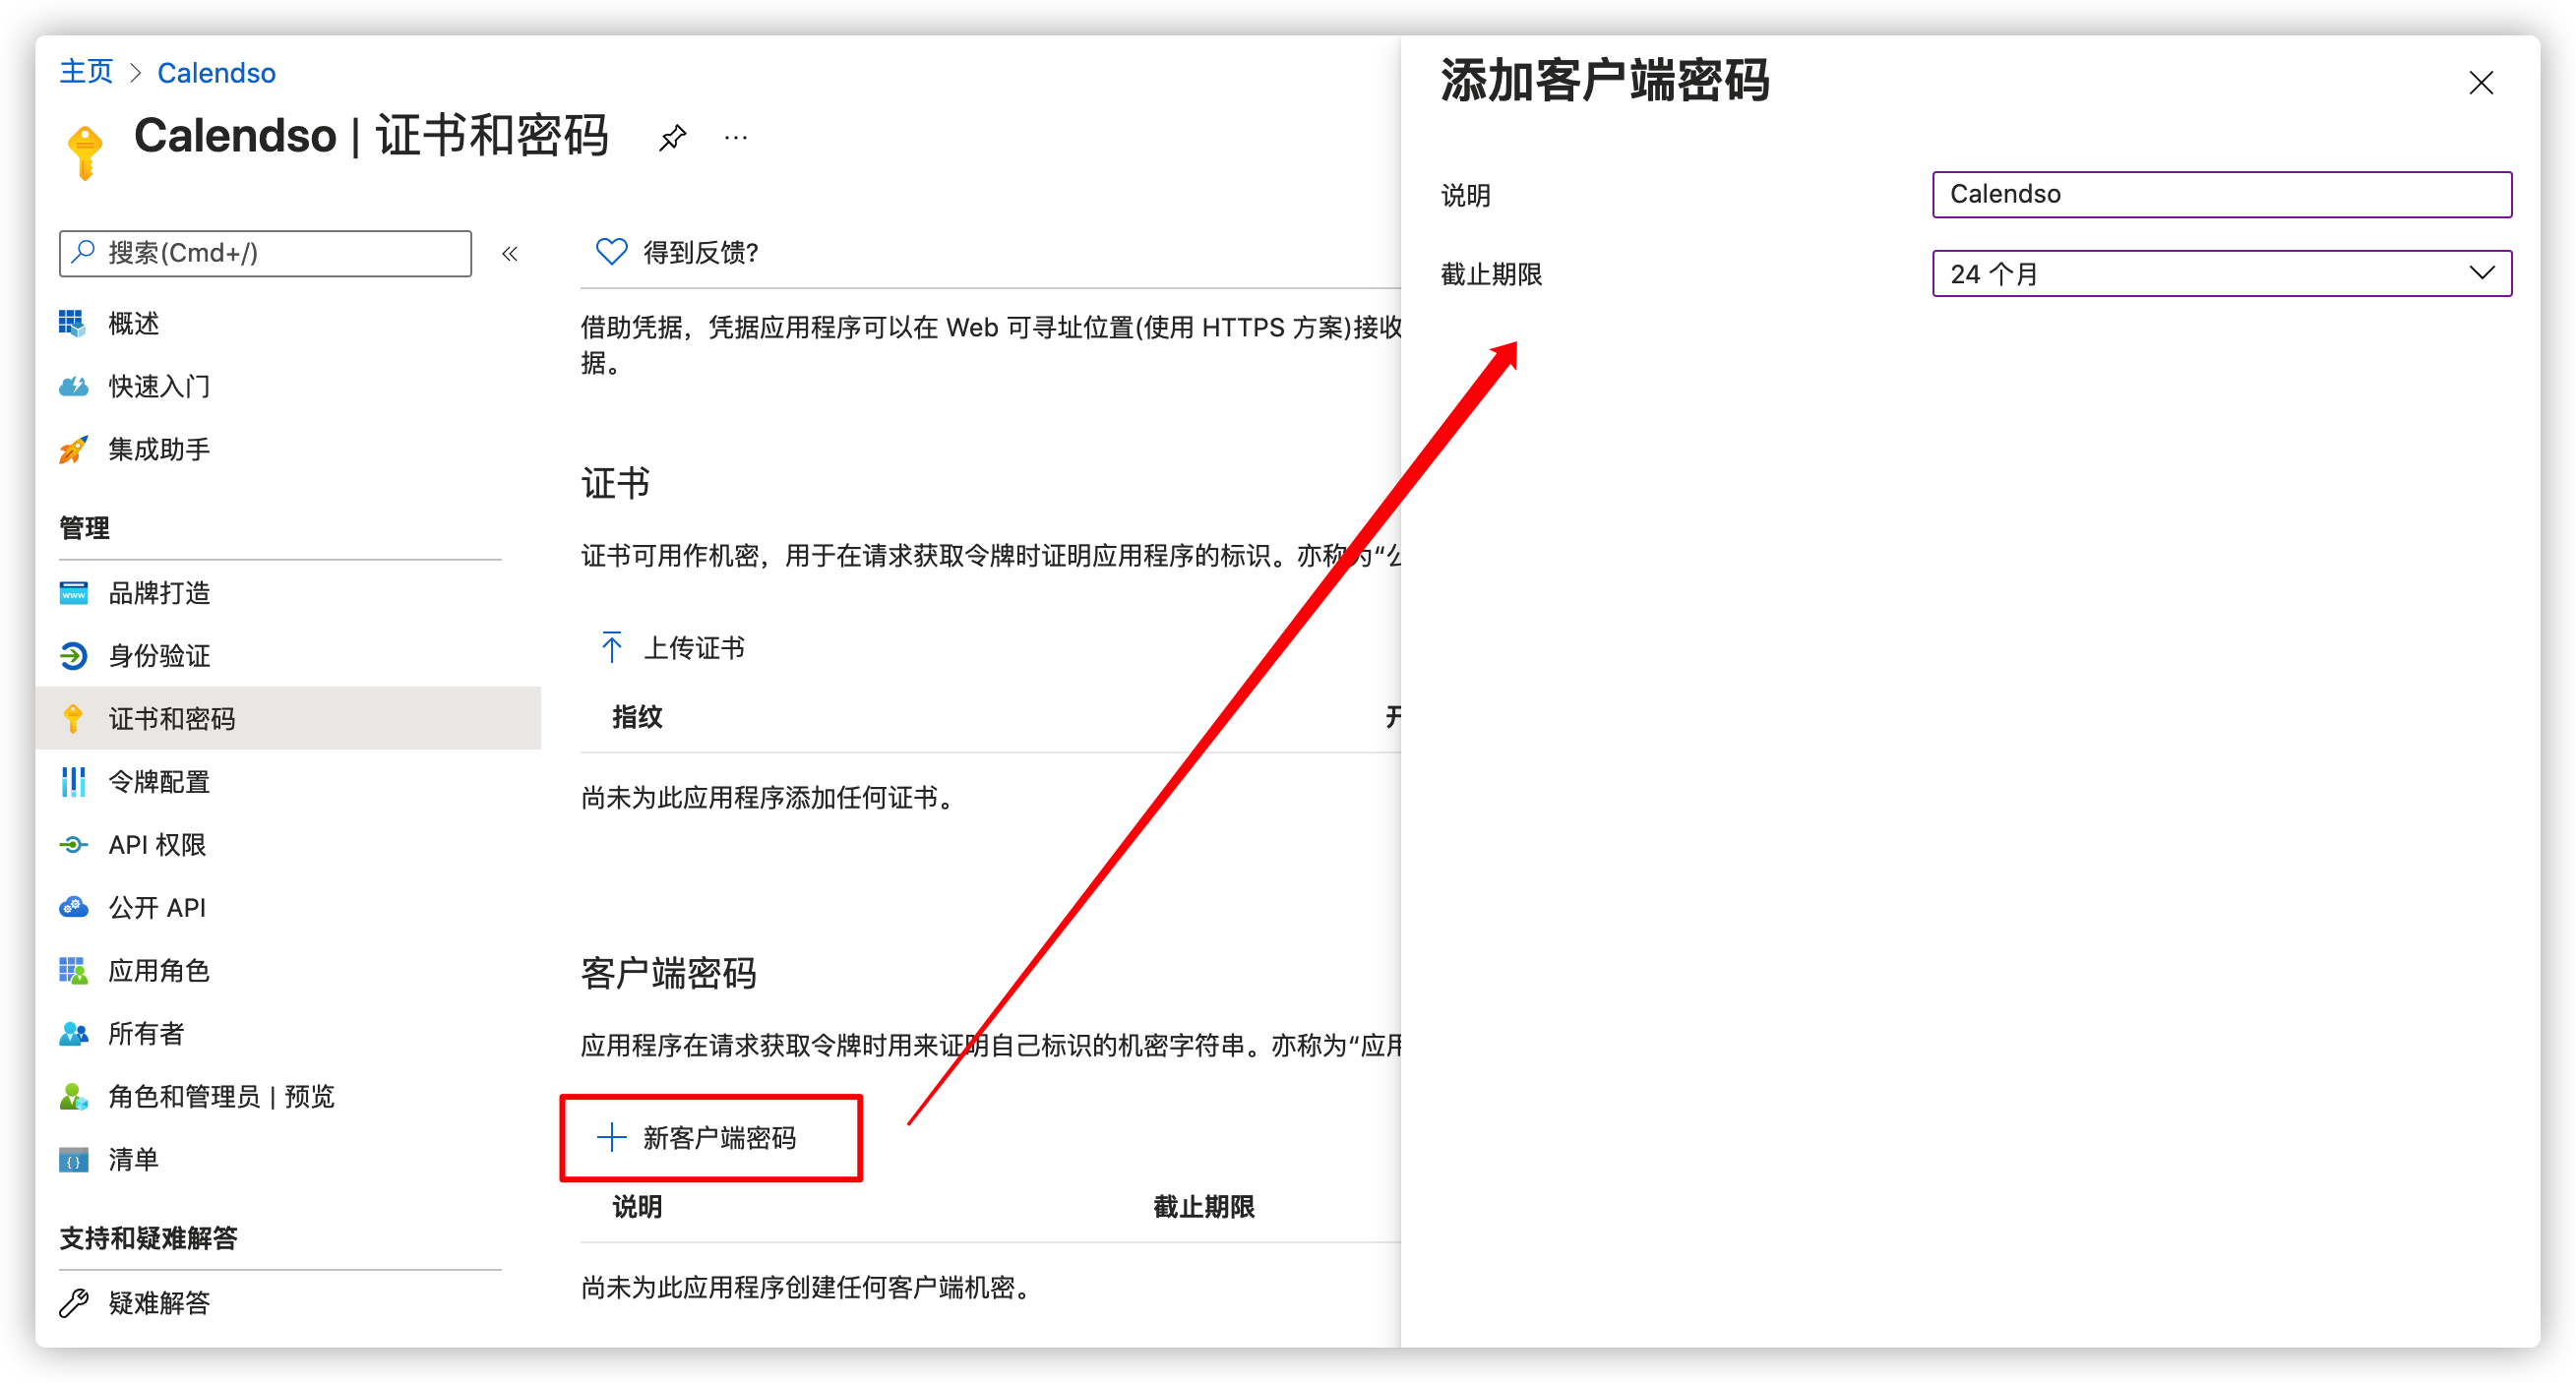 主页 > Calendso
Calendso | 证书和密码 ...
搜索(Cmd+/)
概述
快速入门
集成助手
管理
品牌打造
身份验证
证书和密码
令牌配置
API 权限
公开 API
应用角色
所有者
角色和管理员 | 预览
清单
支持和疑难解答
疑难解答
得到反馈?
借助凭据，凭据应用程序可以在 Web 可寻址位置(使用 HTTPS 方案)接收
据。
证书
证书可用作机密，用于在请求获取令牌时证明应用程序的标识。亦称为“公
上传证书
指纹 开
尚未为此应用程序添加任何证书。
客户端密码
应用程序在请求获取令牌时用来证明自己标识的机密字符串。亦称为“应用
新客户端密码
说明 截止期限
尚未为此应用程序创建任何客户端机密。
添加客户端密码
说明 Calendso
截止期限 24 个月